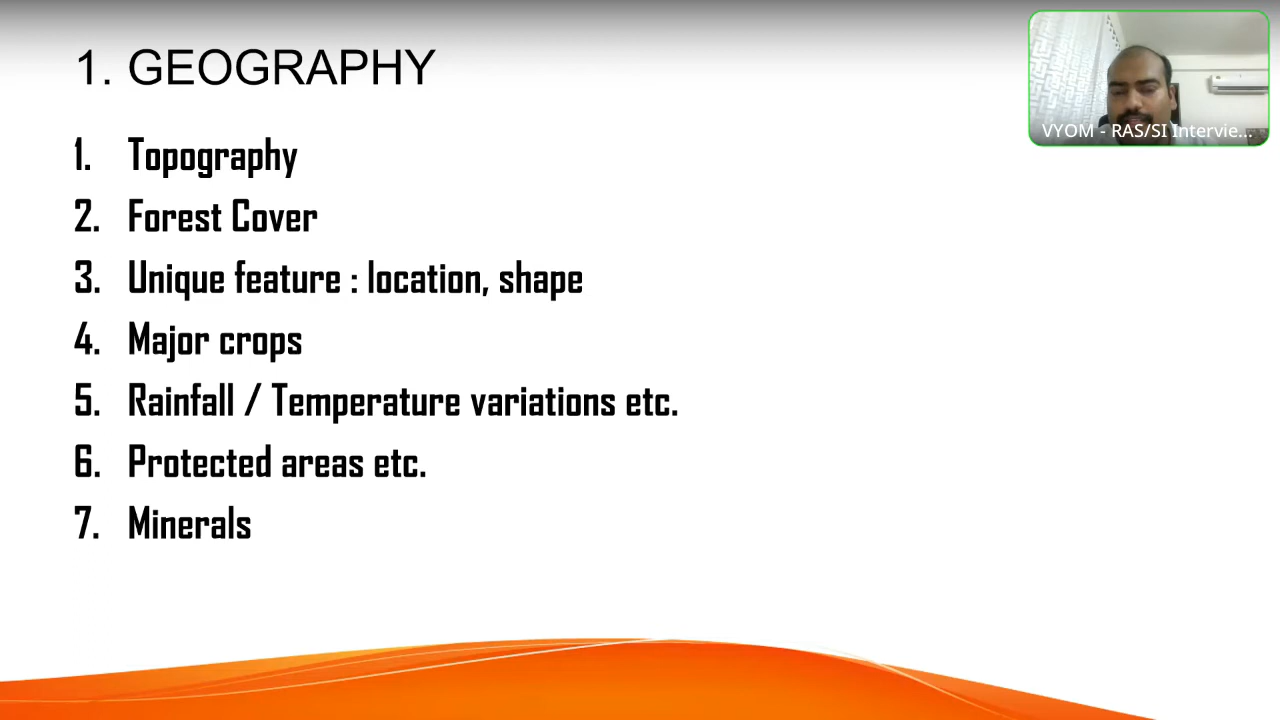 1. GEOGRAPHY
VYOM - RAS/SI Intervie...
1. Topography
2. Forest Cover
3. Unique feature : location, shape
4. Major crops
5. Rainfall / Temperature variations etc.
6. Protected areas etc.
7. Minerals